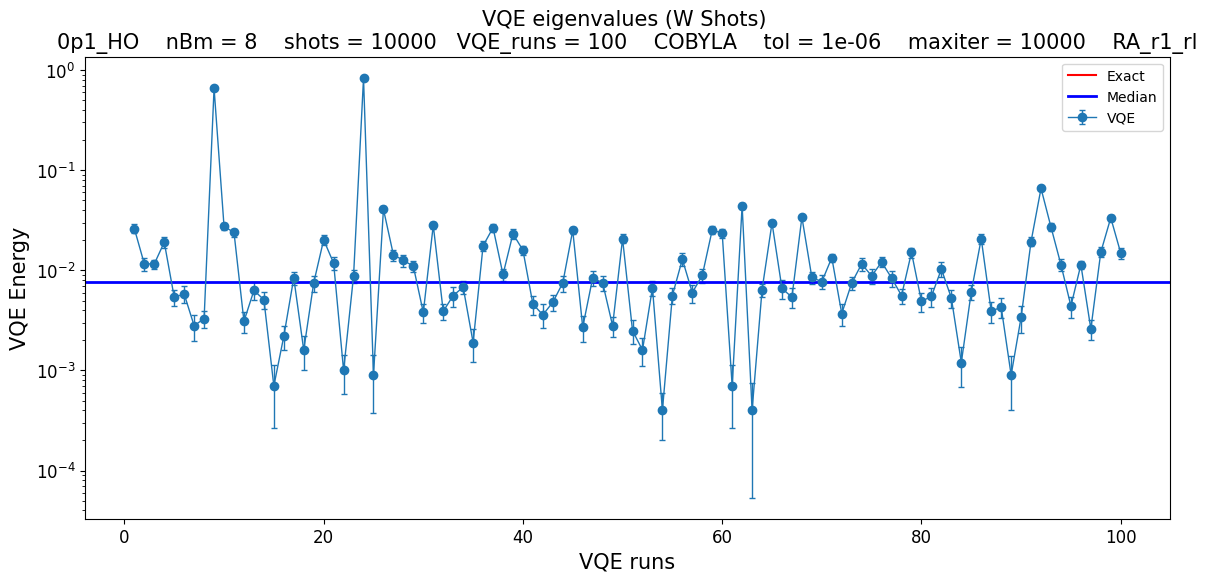 VQE eigenvalues (W Shots)
0p1_HO nBm = 8 shots = 10000 VQE_runs = 100 COBYLA tol = 1e-06 maxiter = 10000 RA_r1_rl
Exact
Median
VQE
10⁰
10⁻¹
10⁻²
10⁻³
10⁻⁴
VQE Energy
0 20 40 60 80 100
VQE runs